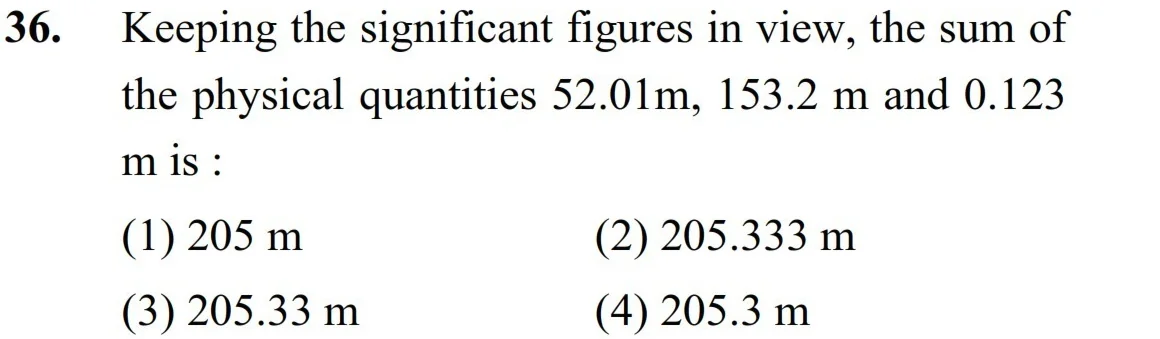 36. Keeping the significant figures in view, the sum of
the physical quantities 52.01m, 153.2 m and 0.123
m is :
(1) 205 m (2) 205.333 m
(3) 205.33 m (4) 205.3 m